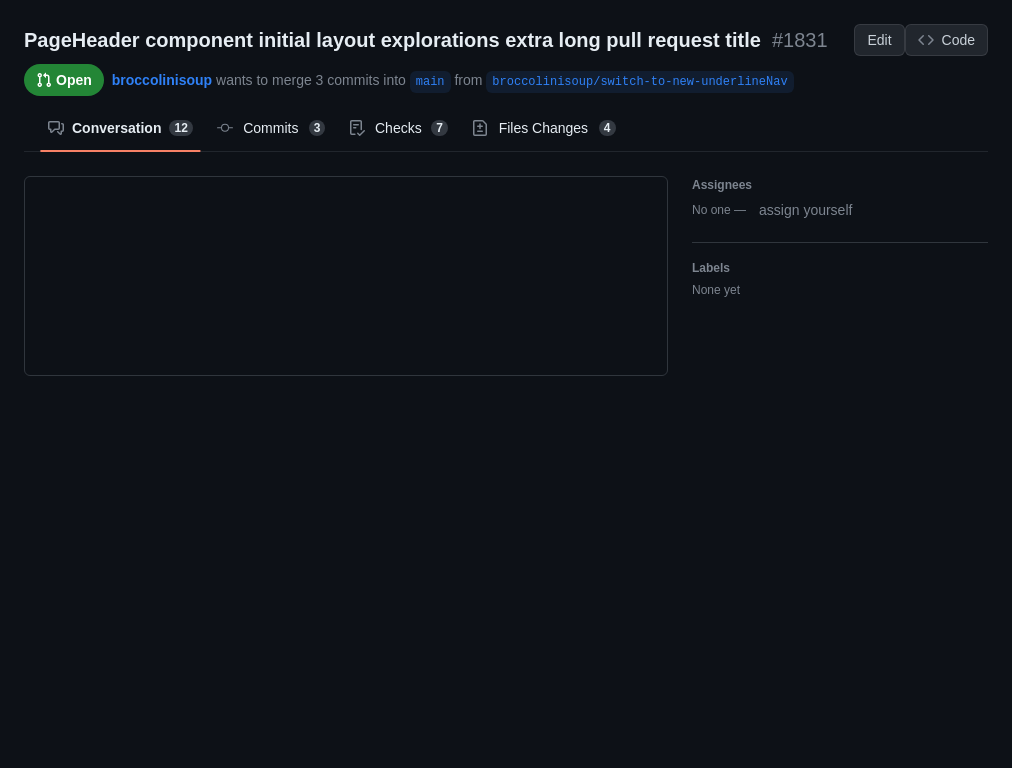 PageHeader component initial layout explorations extra long pull request title #1831
Edit
Code
Open
broccolinisoup wants to merge 3 commits into main from broccolinisoup/switch-to-new-underlineNav
Conversation 12
Commits 3
Checks 7
Files Changes 4
Assignees
No one — assign yourself
Labels
None yet